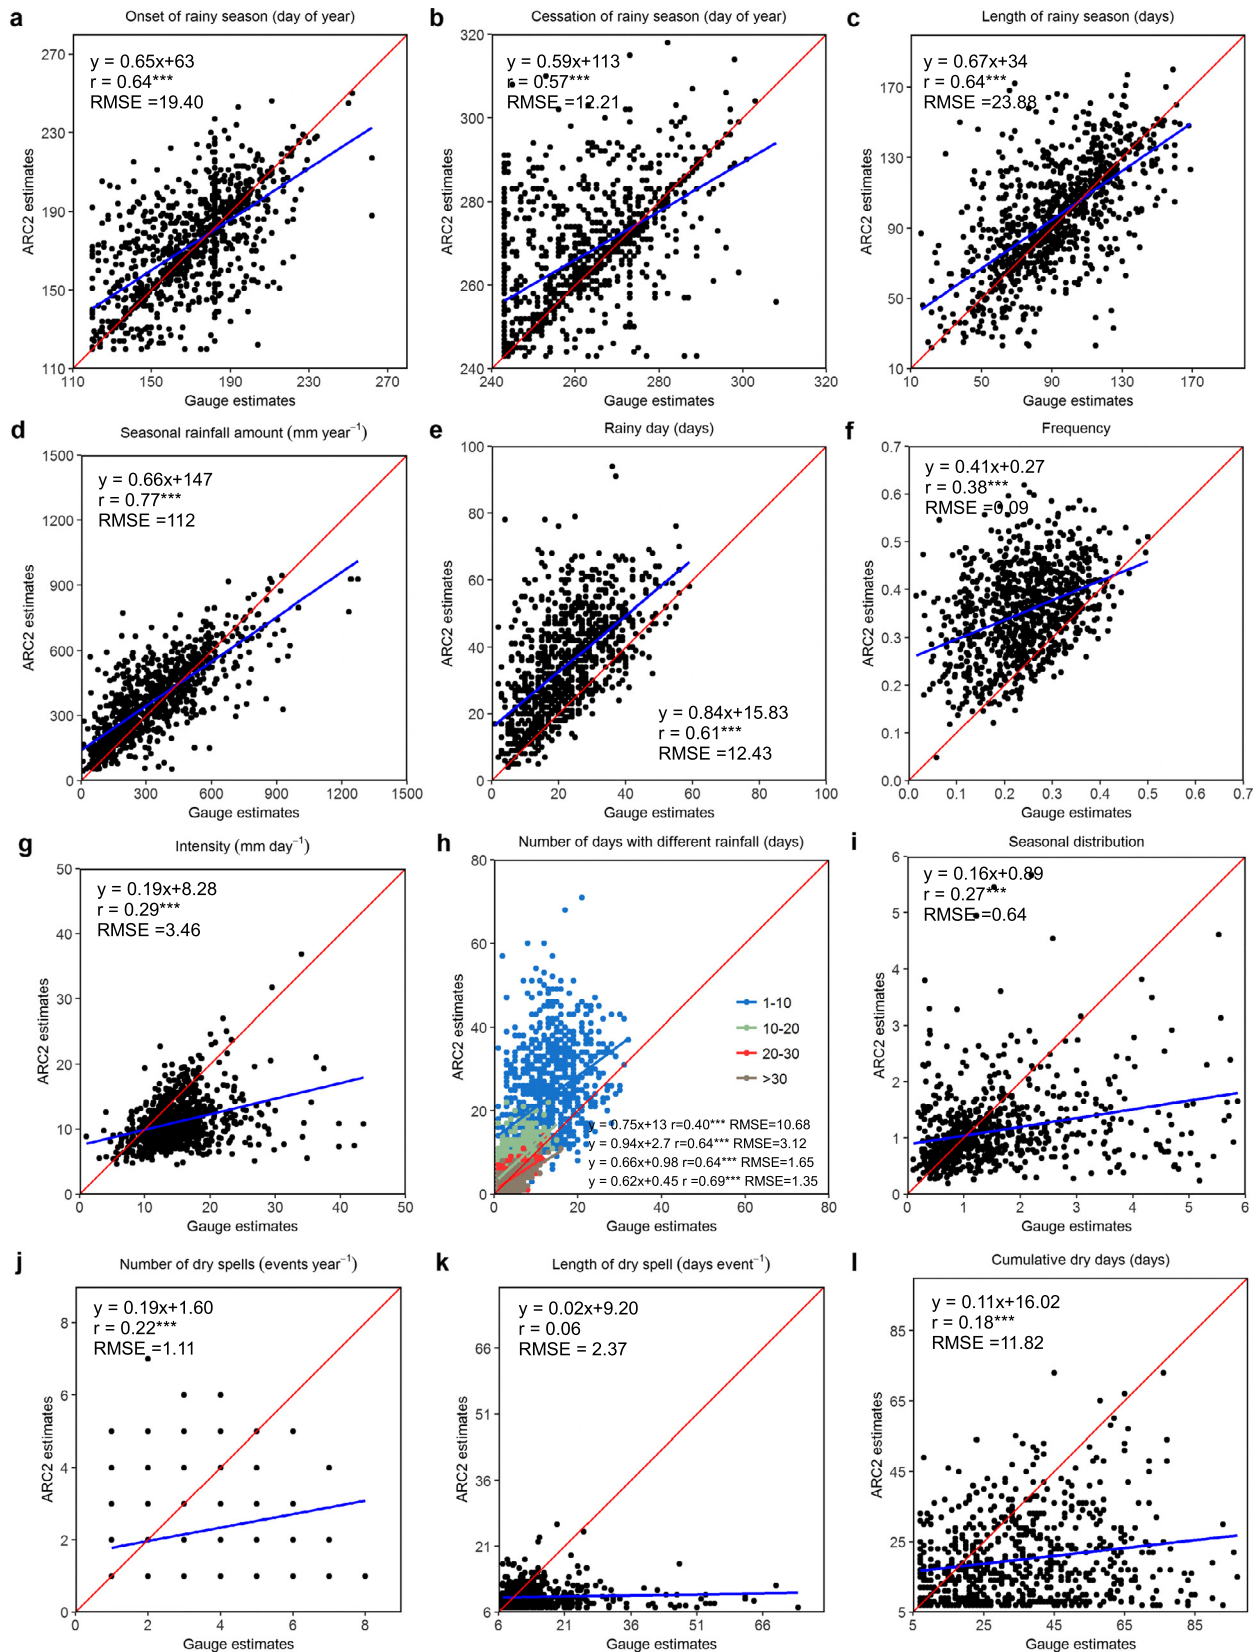 a Onset of rainy season (day of year)
y = 0.65x+63
r = 0.64***
RMSE =19.40
270
230
190
150
110
110 150 190 230 270
ARC2 estimates
Gauge estimates
b Cessation of rainy season (day of year)
y = 0.59x+113
r = 0.57***
RMSE =12.21
320
300
280
260
240
240 260 280 300 320
ARC2 estimates
Gauge estimates
c Length of rainy season (days)
y = 0.67x+34
r = 0.64***
RMSE =23.88
170
130
90
50
10
10 50 90 130 170
ARC2 estimates
Gauge estimates
d Seasonal rainfall amount (mm year⁻¹)
y = 0.66x+147
r = 0.77***
RMSE =112
1500
1200
900
600
300
0
0 300 600 900 1200 1500
ARC2 estimates
Gauge estimates
e Rainy day (days)
100
80
60
40
20
0
y = 0.84x+15.83
r = 0.61***
RMSE =12.43
0 20 40 60 80 100
ARC2 estimates
Gauge estimates
f Frequency
y = 0.41x+0.27
r = 0.38***
RMSE =0.09
0.7
0.6
0.5
0.4
0.3
0.2
0.1
0.0
0.0 0.1 0.2 0.3 0.4 0.5 0.6 0.7
ARC2 estimates
Gauge estimates
g Intensity (mm day⁻¹)
y = 0.19x+8.28
r = 0.29***
RMSE =3.46
50
40
30
20
10
0
0 10 20 30 40 50
ARC2 estimates
Gauge estimates
h Number of days with different rainfall (days)
80
60
40
20
0
1-10
10-20
20-30
>30
y = 0.75x+13 r=0.40*** RMSE=10.68
y = 0.94x+2.7 r=0.64*** RMSE=3.12
y = 0.66x+0.98 r=0.64*** RMSE=1.65
y = 0.62x+0.45 r =0.69*** RMSE=1.35
0 20 40 60 80
ARC2 estimates
Gauge estimates
i Seasonal distribution
y = 0.16x+0.89
r = 0.27***
RMSE =0.64
6
5
4
3
2
1
0
0 1 2 3 4 5 6
ARC2 estimates
Gauge estimates
j Number of dry spells (events year⁻¹)
y = 0.19x+1.60
r = 0.22***
RMSE =1.11
8
6
4
2
0
0 2 4 6 8
ARC2 estimates
Gauge estimates
k Length of dry spell (days event⁻¹)
y = 0.02x+9.20
r = 0.06
RMSE = 2.37
66
51
36
21
6
6 21 36 51 66
ARC2 estimates
Gauge estimates
l Cumulative dry days (days)
y = 0.11x+16.02
r = 0.18***
RMSE =11.82
85
65
45
25
5
5 25 45 65 85
ARC2 estimates
Gauge estimates